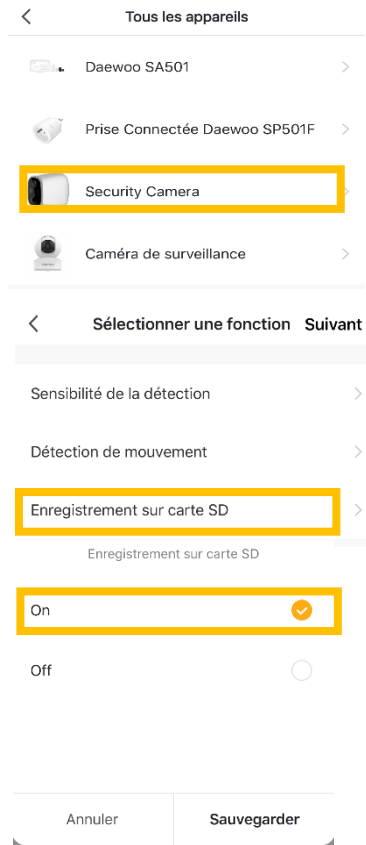 Tous les appareils
Daewoo SA501
Prise Connectée Daewoo SP501F
Security Camera
Caméra de surveillance
Sélectionner une fonction Suivant
Sensibilité de la détection
Détection de mouvement
Enregistrement sur carte SD
Enregistrement sur carte SD
On
Off
Annuler Sauvegarder